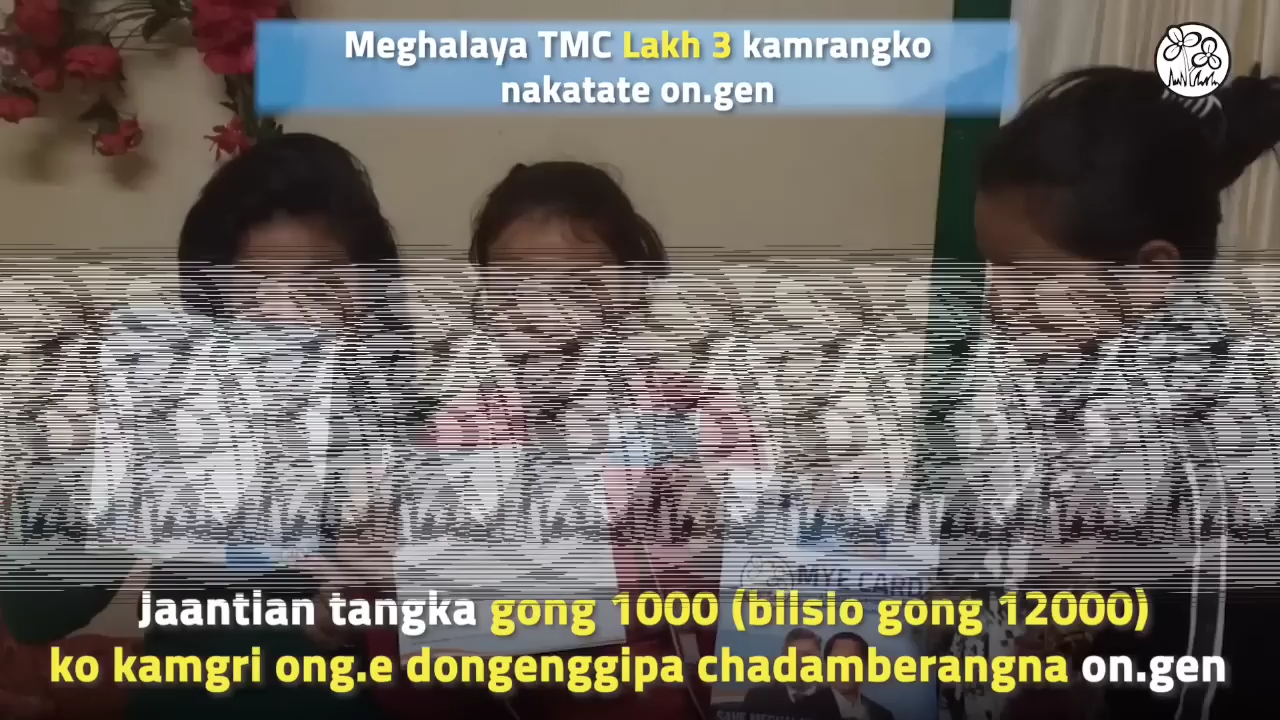 Meghalaya TMC Lakh 3 kamrangko
nakatate on.gen
MYE CARD
jaantian tangka gong 1000 (bilsio gong 12000)
ko kamgri ong.e dongenggipa chadamberangna on.gen